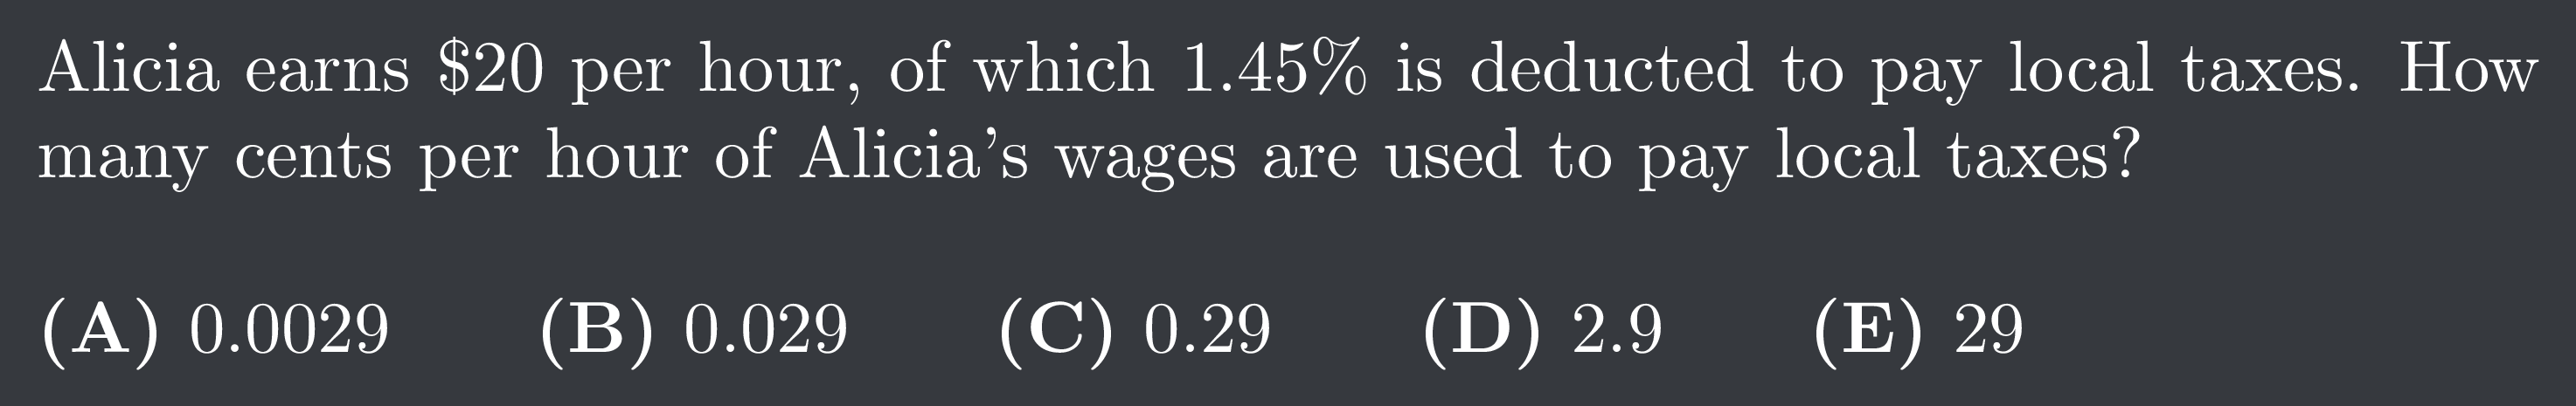 Alicia earns $20 per hour, of which 1.45% is deducted to pay local taxes. How
many cents per hour of Alicia's wages are used to pay local taxes?
(A) 0.0029 (B) 0.029 (C) 0.29 (D) 2.9 (E) 29